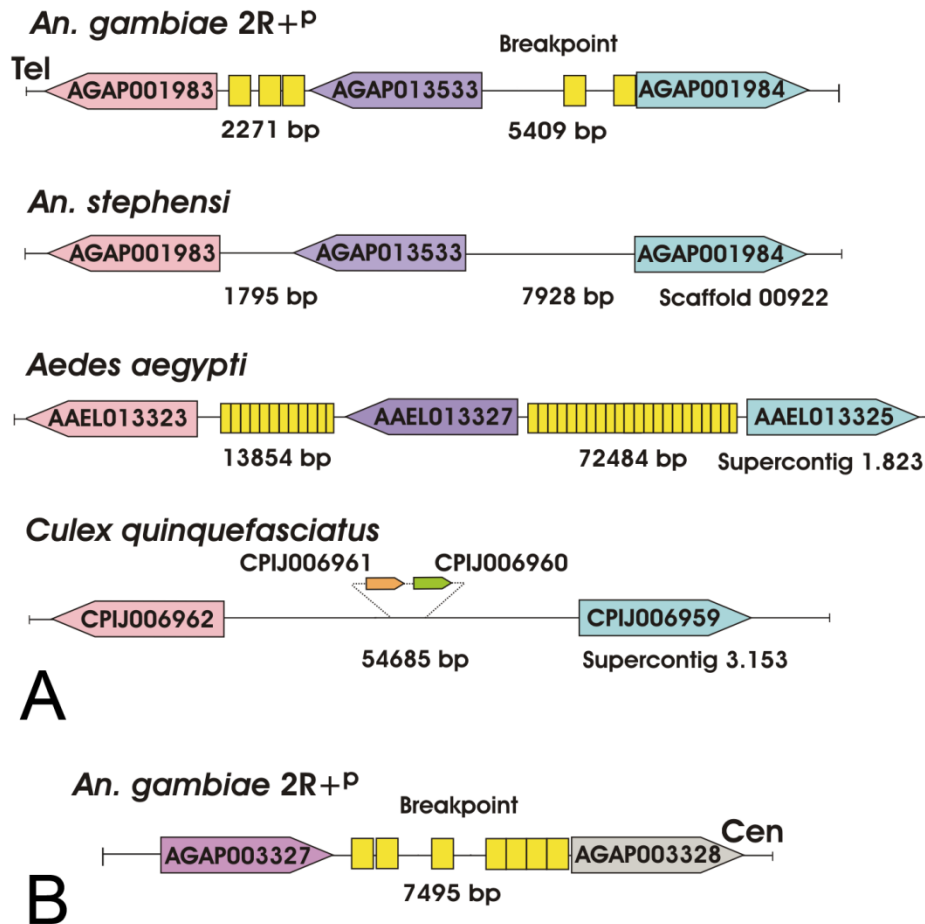 An. gambiae 2R+ᵖ
Tel
Breakpoint
AGAP001983 AGAP013533 AGAP001984
2271 bp 5409 bp
An. stephensi
AGAP001983 AGAP013533 AGAP001984
1795 bp 7928 bp Scaffold 00922
Aedes aegypti
AAEL013323 AAEL013327 AAEL013325
13854 bp 72484 bp Supercontig 1.823
Culex quinquefasciatus
CPIJ006961 CPIJ006960
CPIJ006962 CPIJ006959
54685 bp Supercontig 3.153
A
An. gambiae 2R+ᵖ
Breakpoint
Cen
AGAP003327 AGAP003328
7495 bp
B